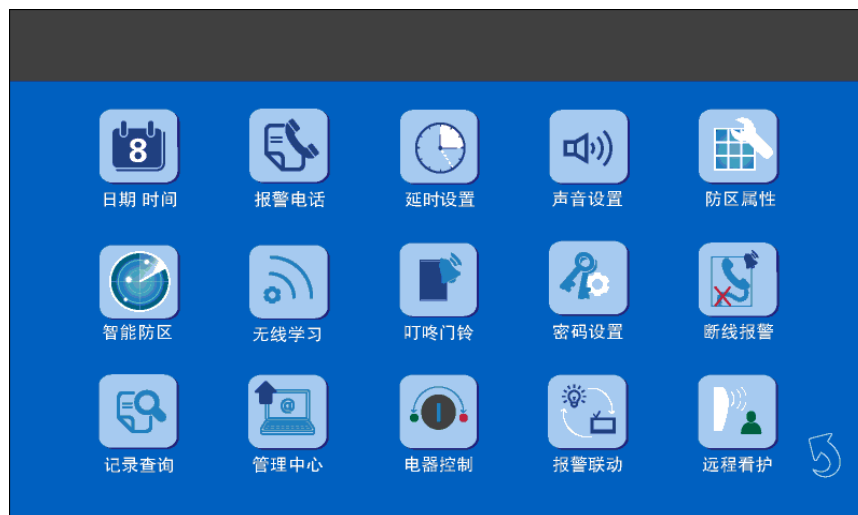 8
日期 时间 报警电话 延时设置 声音设置 防区属性
智能防区 无线学习 叮咚门铃 密码设置 断线报警
@
记录查询 管理中心 电器控制 报警联动 远程看护